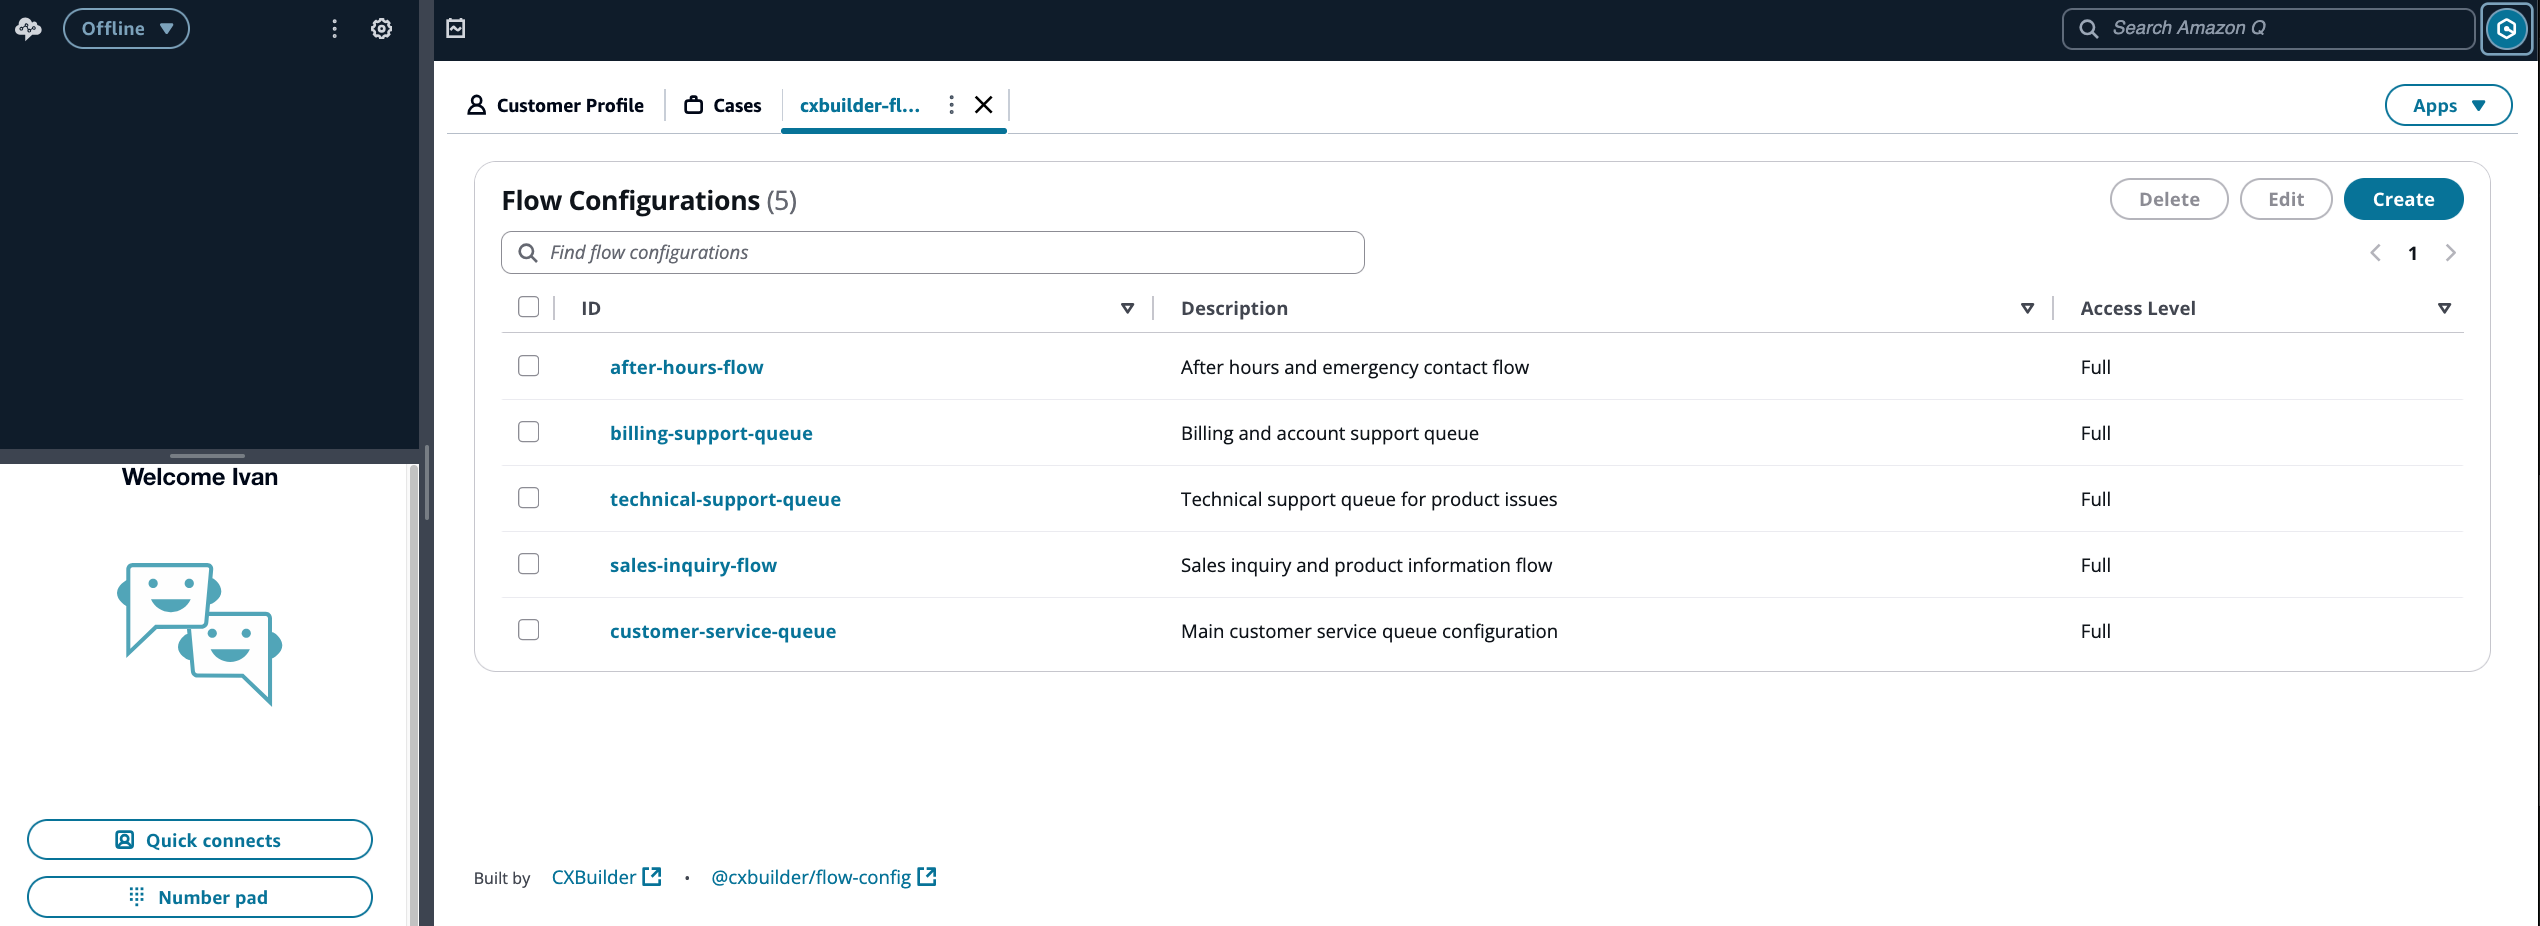 Offline
Search Amazon Q
Customer Profile
Cases
cxbuilder-fl...
Apps
Flow Configurations (5)
Delete
Edit
Create
Find flow configurations
1
ID Description Access Level
after-hours-flow After hours and emergency contact flow Full
billing-support-queue Billing and account support queue Full
technical-support-queue Technical support queue for product issues Full
sales-inquiry-flow Sales inquiry and product information flow Full
customer-service-queue Main customer service queue configuration Full
Built by CXBuilder • @cxbuilder/flow-config
Welcome Ivan
Quick connects
Number pad